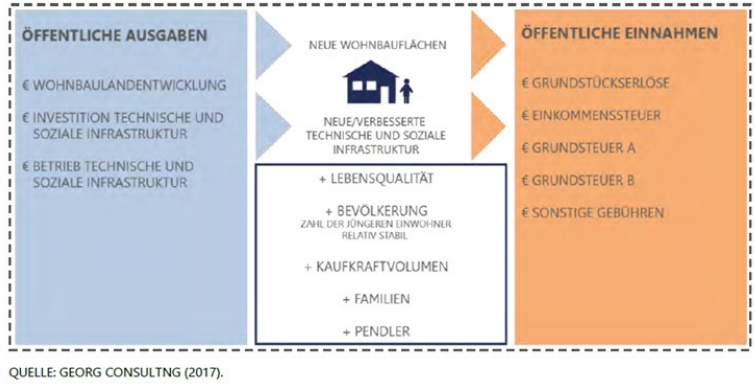 ÖFFENTLICHE AUSGABEN
€ WOHNBAULANDENTWICKLUNG
€ INVESTITION TECHNISCHE UND
SOZIALE INFRASTRUKTUR
€ BETRIEB TECHNISCHE UND
SOZIALE INFRASTRUKTUR
NEUE WOHNBAUFLÄCHEN
NEUE/VERBESSERTE
TECHNISCHE UND SOZIALE
INFRASTRUKTUR
+ LEBENSQUALITÄT
+ BEVÖLKERUNG
ZAHL DER JÜNGEREN EINWOHNER
RELATIV STABIL
+ KAUFKRAFTVOLUMEN
+ FAMILIEN
+ PENDLER
ÖFFENTLICHE EINNAHMEN
€ GRUNDSTÜCKSERLÖSE
€ EINKOMMENSSTEUER
€ GRUNDSTEUER A
€ GRUNDSTEUER B
€ SONSTIGE GEBÜHREN
QUELLE: GEORG CONSULTNG (2017).